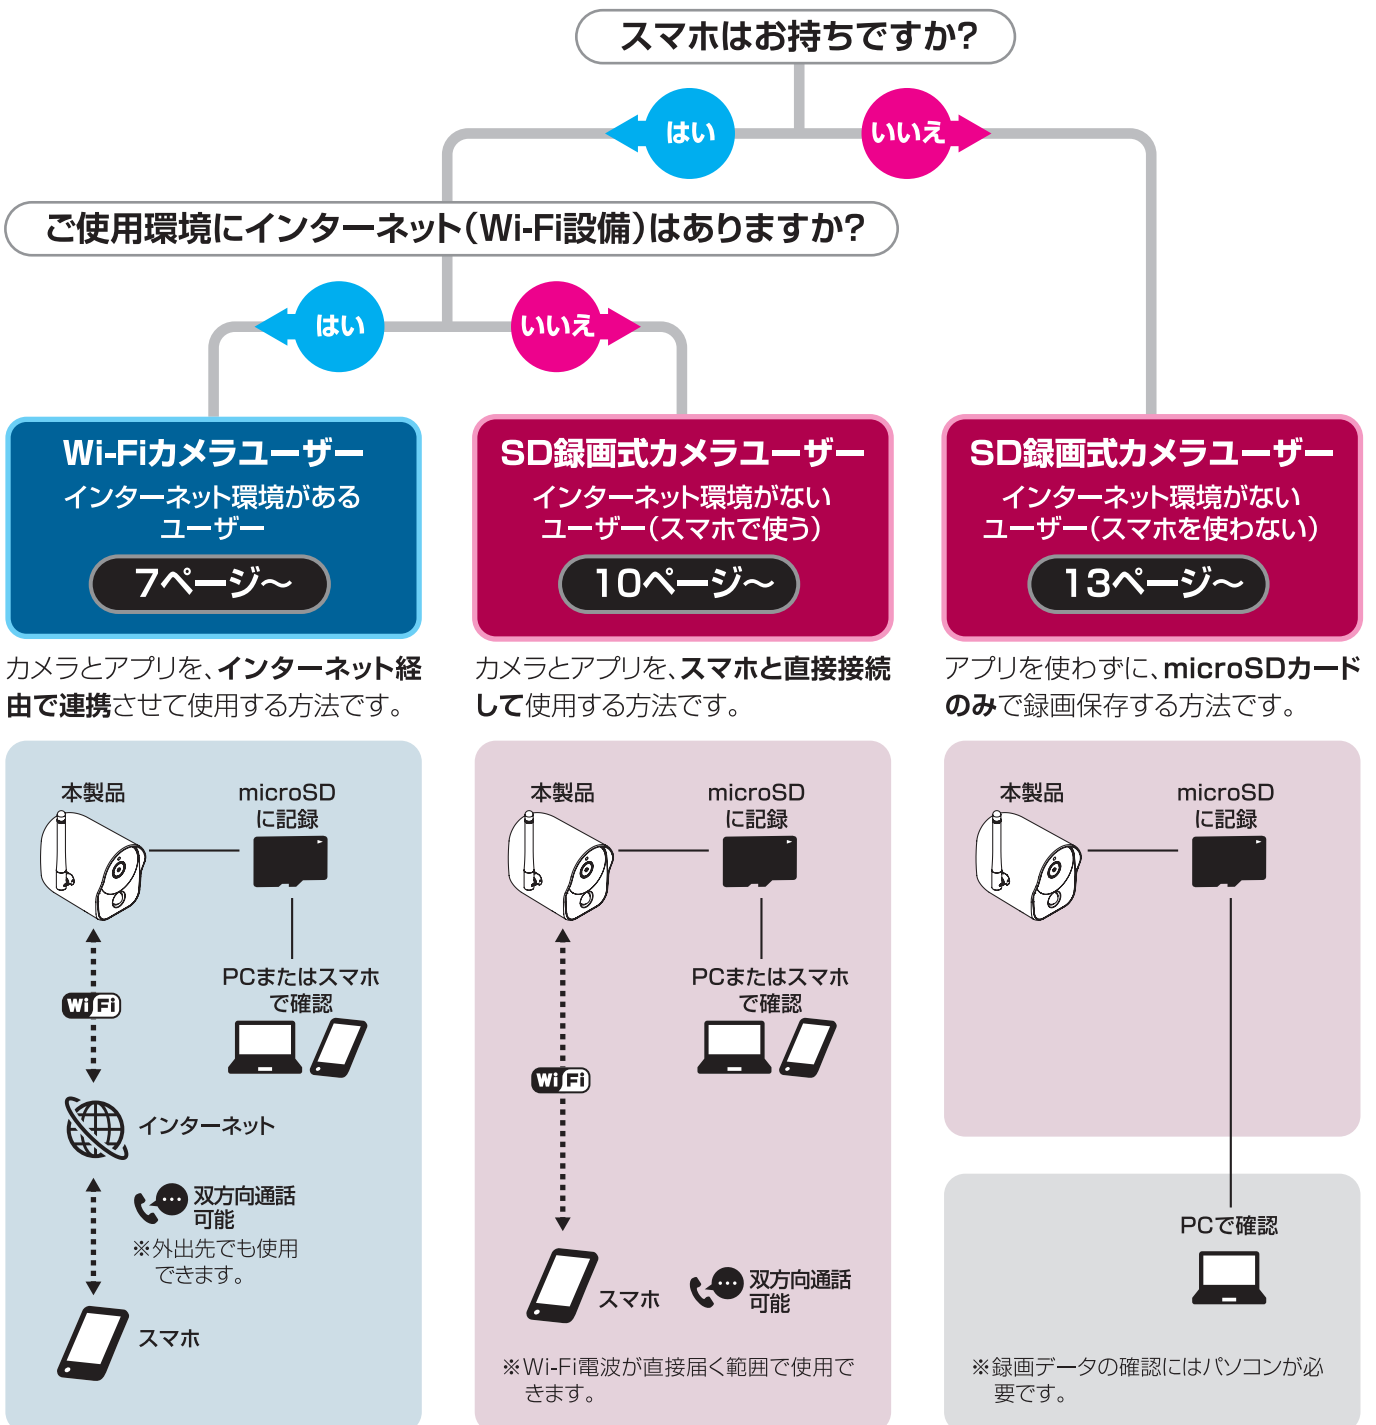 スマホはお持ちですか?
はい
いいえ
ご使用環境にインターネット(Wi-Fi設備)はありますか?
はい
いいえ
Wi-Fiカメラユーザー
インターネット環境がある
ユーザー
7ページ～
カメラとアプリを、インターネット経
由で連携させて使用する方法です。
本製品
microSD
に記録
PCまたはスマホ
で確認
Wi Fi
インターネット
双方向通話
可能
※外出先でも使用
できます。
スマホ
SD録画式カメラユーザー
インターネット環境がない
ユーザー(スマホで使う)
10ページ～
カメラとアプリを、スマホと直接接続
して使用する方法です。
本製品
microSD
に記録
PCまたはスマホ
で確認
Wi Fi
スマホ
双方向通話
可能
※Wi-Fi電波が直接届く範囲で使用で
きます。
SD録画式カメラユーザー
インターネット環境がない
ユーザー(スマホを使わない)
13ページ～
アプリを使わずに、microSDカード
のみで録画保存する方法です。
本製品
microSD
に記録
PCで確認
※録画データの確認にはパソコンが必
要です。